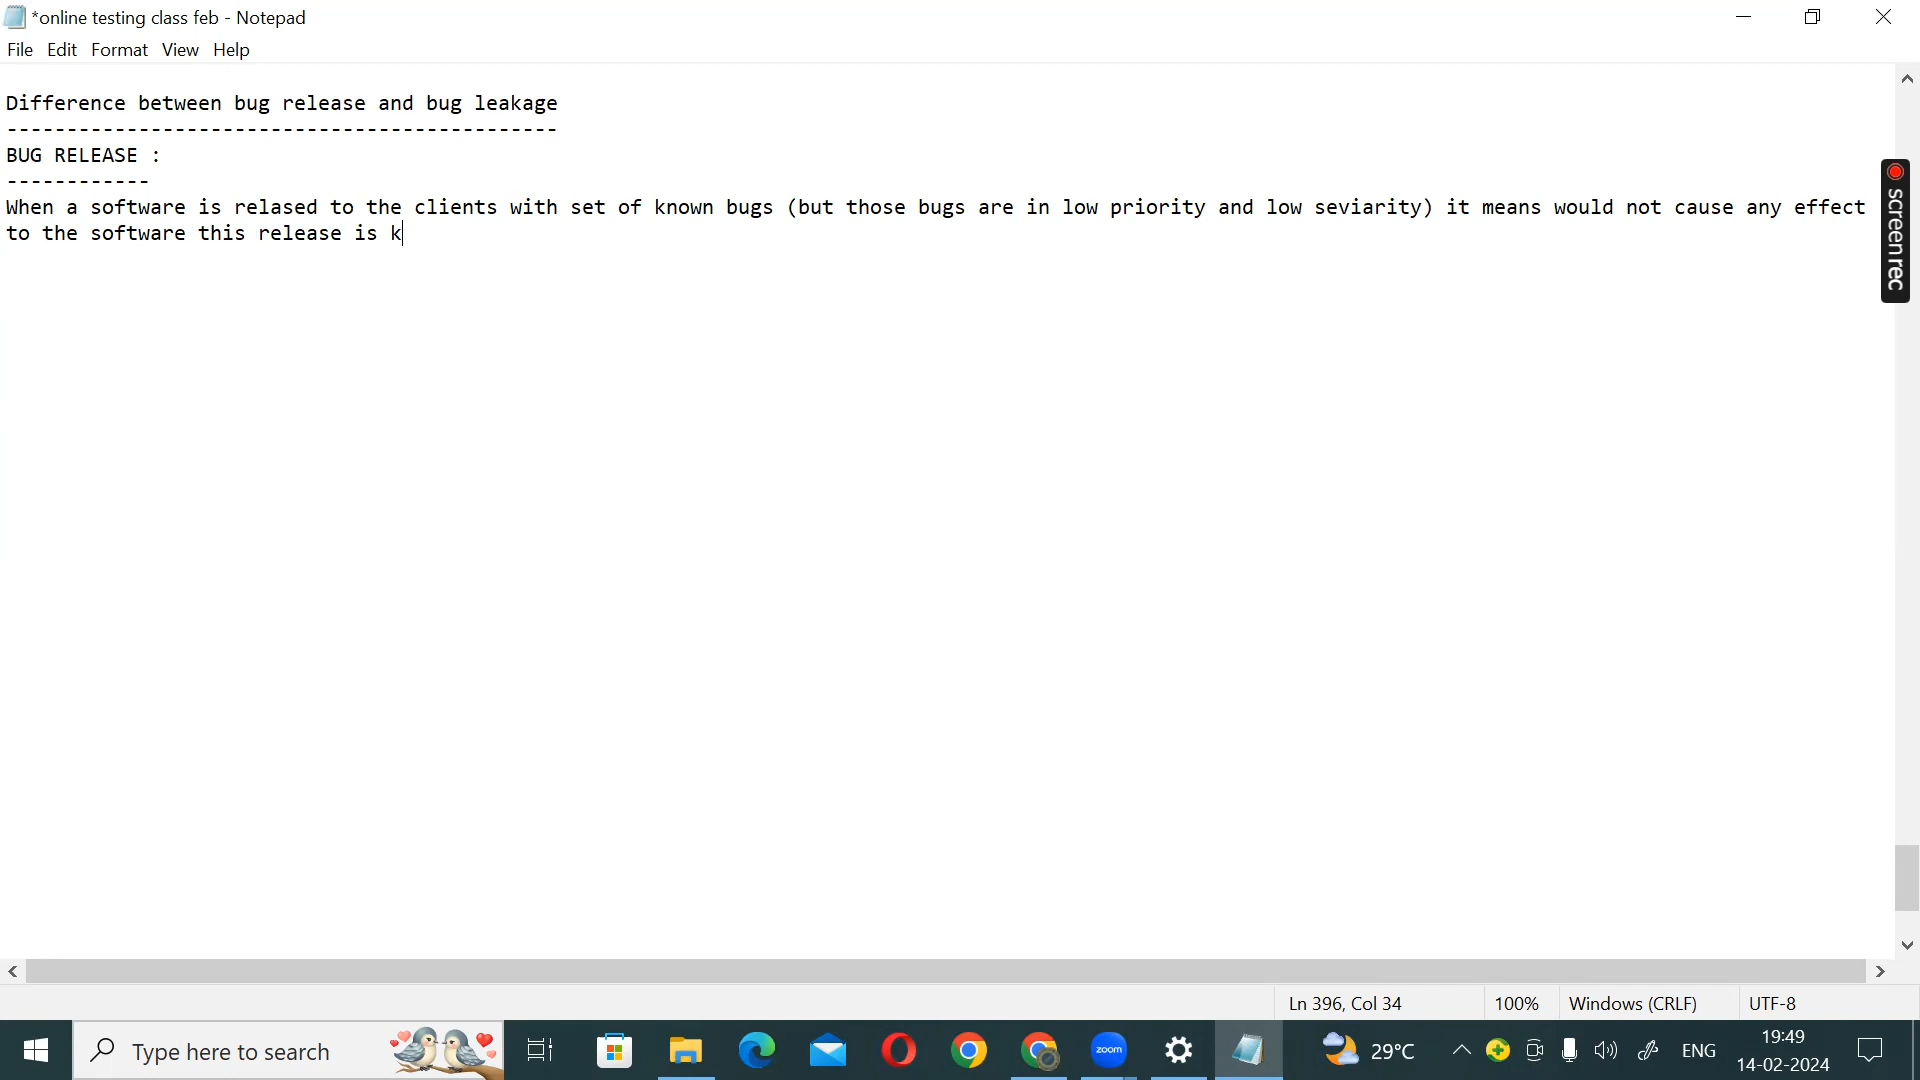 *online testing class feb - Notepad
File Edit Format View Help
Difference between bug release and bug leakage
----------------------------------------------
BUG RELEASE :
------------
When a software is relased to the clients with set of known bugs (but those bugs are in low priority and low seviarity) it means would not cause any effect
to the software this release is k
screenrec
Ln 396, Col 34
100%
Windows (CRLF)
UTF-8
Type here to search
zoom
29°C
ENG
19:49
14-02-2024